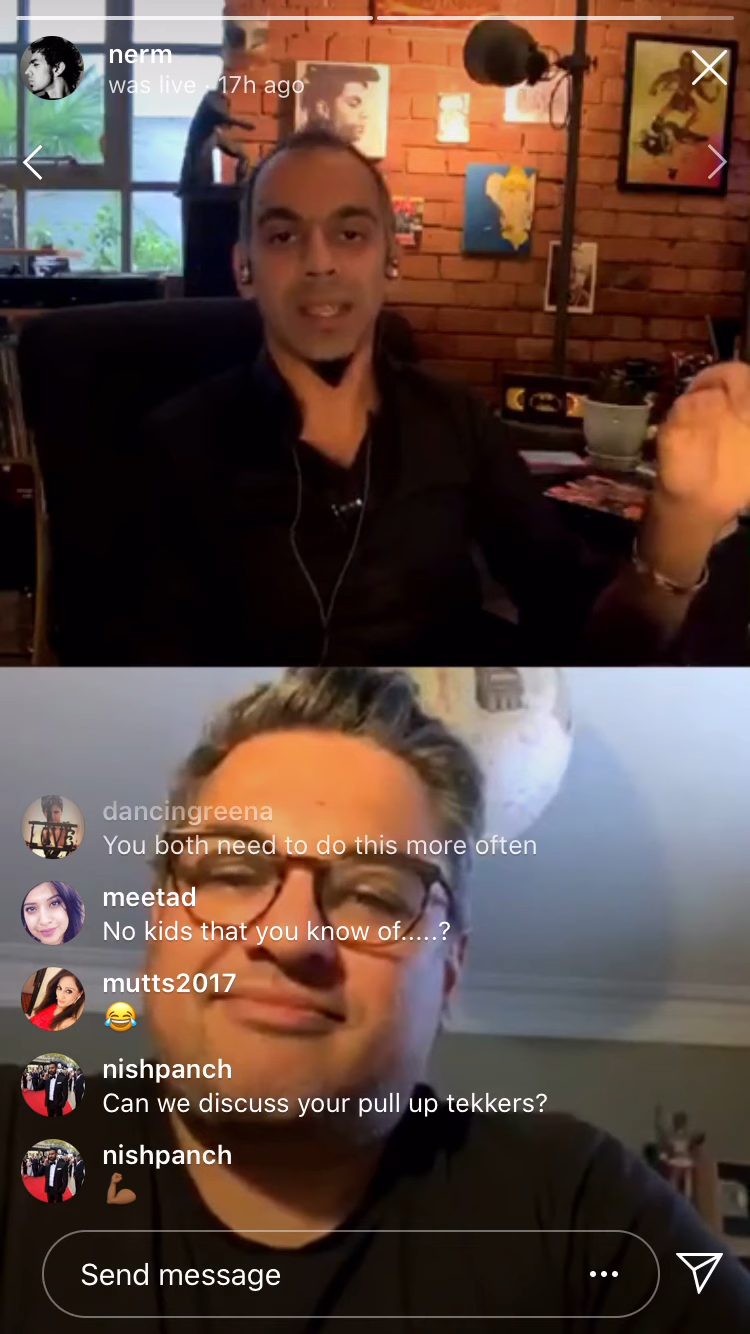 nerm
was live · 17h ago
dancingreena
You both need to do this more often
meetad
No kids that you know of.....?
mutts2017
😂
nishpanch
Can we discuss your pull up tekkers?
nishpanch
💪🏾
Send message